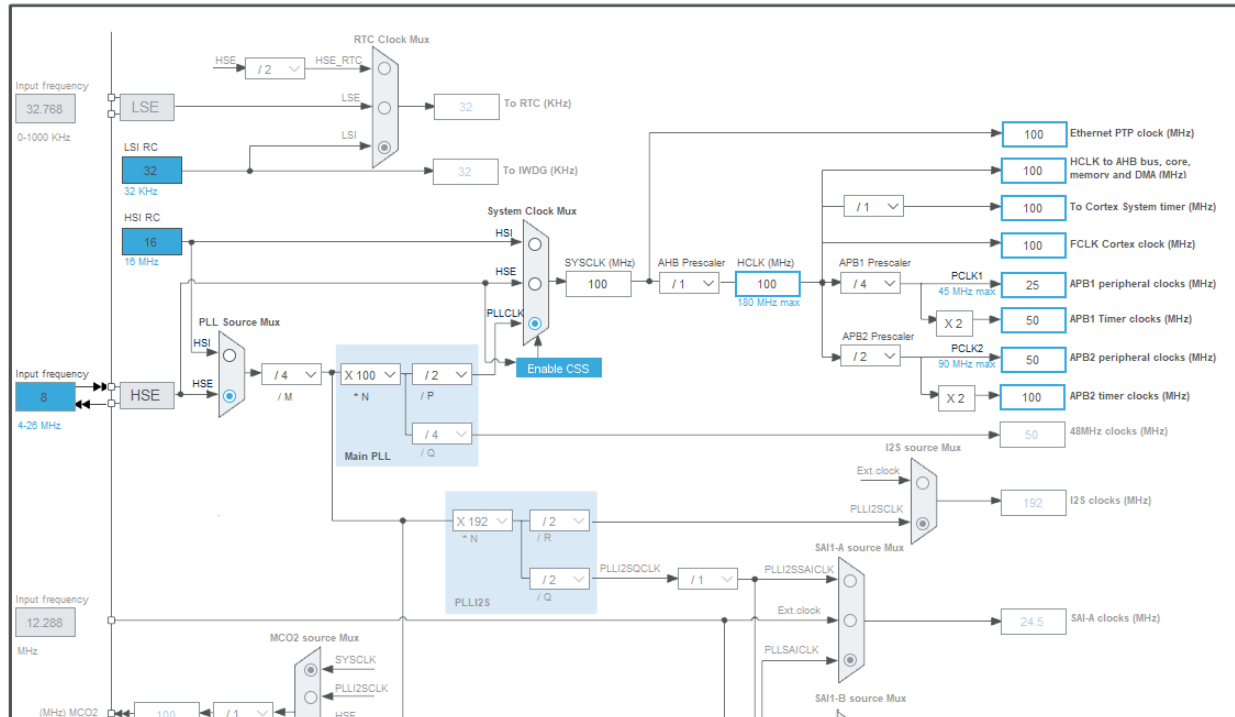 RTC Clock Mux
HSE
/ 2
HSE_RTC
Input frequency
32.768
0-1000 KHz
LSE
LSE
32
To RTC (KHz)
LSI
LSI RC
32
32 KHz
32
To IWDG (KHz)
HSI RC
16
16 MHz
System Clock Mux
HSI
HSE
PLLCLK
SYSCLK (MHz)
100
AHB Prescaler
/ 1
HCLK (MHz)
100
180 MHz max
100
Ethernet PTP clock (MHz)
100
HCLK to AHB bus, core,
memory and DMA (MHz)
/ 1
100
To Cortex System timer (MHz)
100
FCLK Cortex clock (MHz)
APB1 Prescaler
/ 4
PCLK1
45 MHz max
25
APB1 peripheral clocks (MHz)
X 2
50
APB1 Timer clocks (MHz)
APB2 Prescaler
/ 2
PCLK2
90 MHz max
50
APB2 peripheral clocks (MHz)
X 2
100
APB2 timer clocks (MHz)
Enable CSS
PLL Source Mux
HSI
HSE
Input frequency
8
4-26 MHz
HSE
/ 4
/ M
X 100
* N
/ 2
/ P
/ 4
/ Q
Main PLL
50
48MHz clocks (MHz)
I2S source Mux
Ext.clock
PLLI2SCLK
192
I2S clocks (MHz)
X 192
* N
/ 2
/ R
/ 2
/ Q
PLLI2S
PLLI2SQCLK
/ 1
SAI1-A source Mux
PLLI2SSAICLK
Ext.clock
PLLSAICLK
24.5
SAI-A clocks (MHz)
Input frequency
12.288
MHz
MCO2 source Mux
SYSCLK
PLLI2SCLK
HSE
(MHz) MCO2
100
/ 1
SAI1-B source Mux